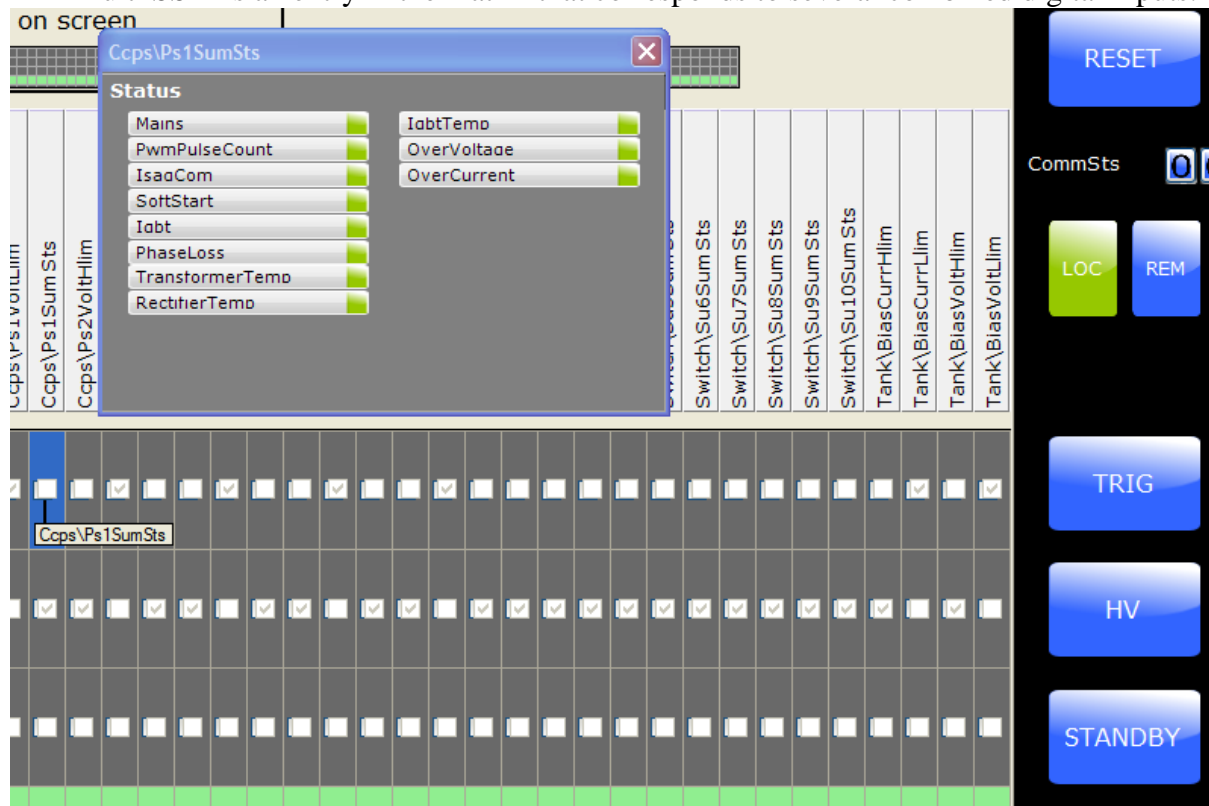 on screen
Ccps\Ps1SumSts
Status
Mains
PwmPulseCount
IsagCom
SoftStart
Igbt
PhaseLoss
TransformerTemp
RectifierTemp
IgbtTemp
OverVoltage
OverCurrent
Ccps\Ps1SumSts
Ccps\Ps2VoltHlim
Switch\Su6SumSts
Switch\Su7SumSts
Switch\Su8SumSts
Switch\Su9SumSts
Switch\Su10SumSts
Tank\BiasCurrHlim
Tank\BiasCurrLlim
Tank\BiasVoltHlim
Tank\BiasVoltLlim
Ccps\Ps1SumSts
RESET
CommSts 0
LOC REM
TRIG
HV
STANDBY